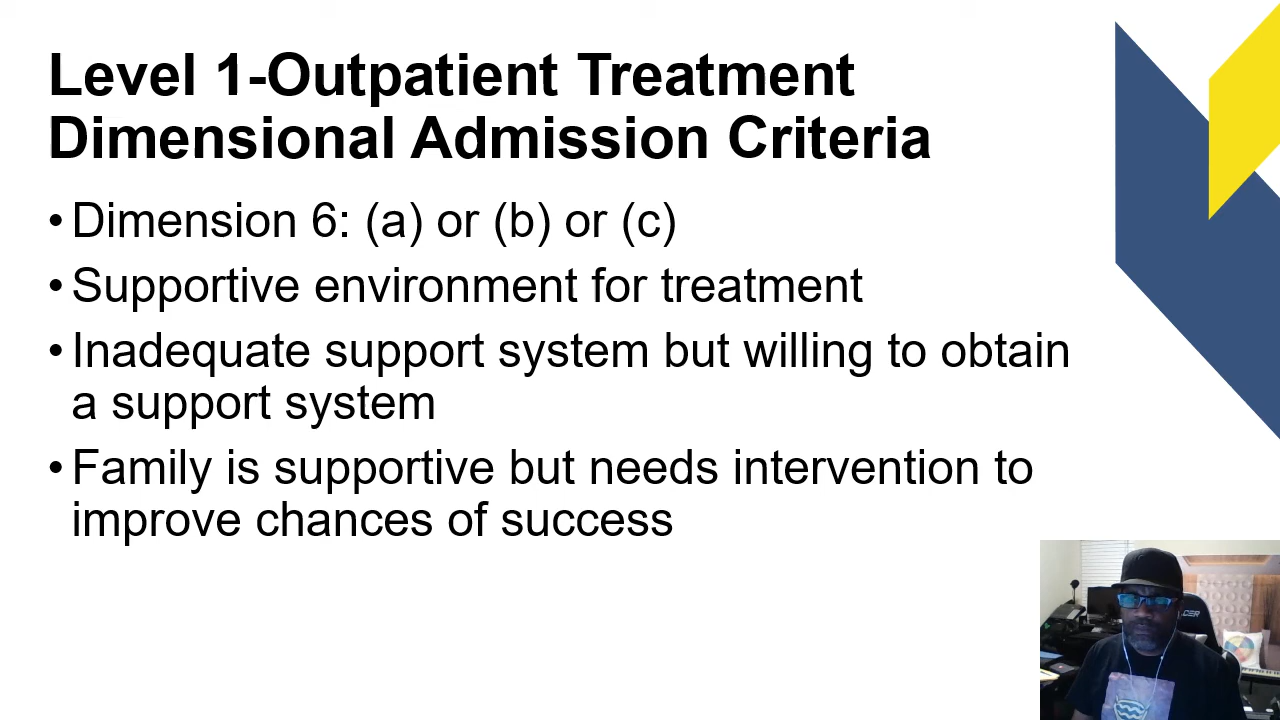 Level 1-Outpatient Treatment
Dimensional Admission Criteria
• Dimension 6: (a) or (b) or (c)
• Supportive environment for treatment
• Inadequate support system but willing to obtain
a support system
• Family is supportive but needs intervention to
improve chances of success